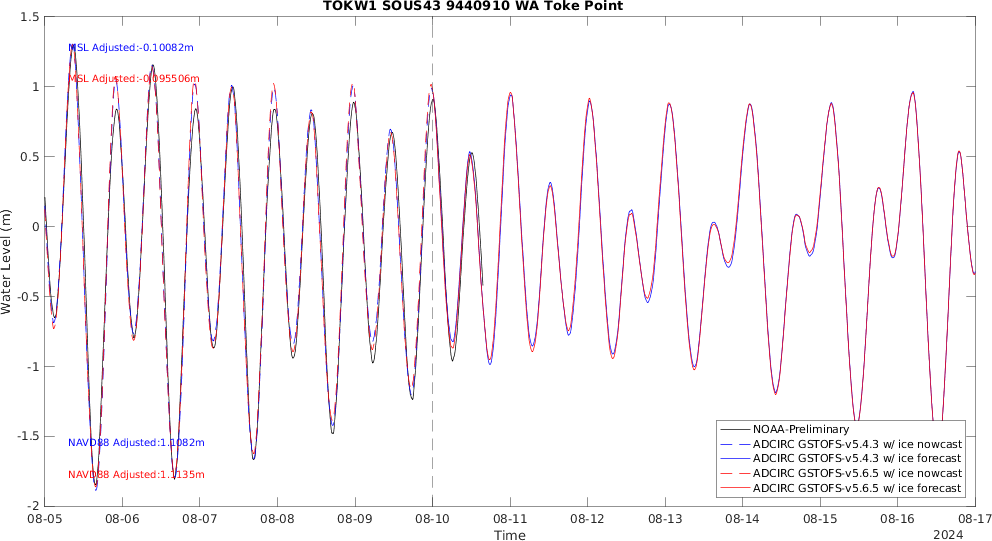 TOKW1 SOUS43 9440910 WA Toke Point
1.5
1
0.5
0
-0.5
-1
-1.5
-2
Water Level (m)
MSL Adjusted:-0.10082m
MSL Adjusted:-0.095506m
NAVD88 Adjusted:1.1082m
NAVD88 Adjusted:1.1135m
NOAA-Preliminary
ADCIRC GSTOFS-v5.4.3 w/ ice nowcast
ADCIRC GSTOFS-v5.4.3 w/ ice forecast
ADCIRC GSTOFS-v5.6.5 w/ ice nowcast
ADCIRC GSTOFS-v5.6.5 w/ ice forecast
08-05 08-06 08-07 08-08 08-09 08-10 08-11 08-12 08-13 08-14 08-15 08-16 08-17
Time
2024